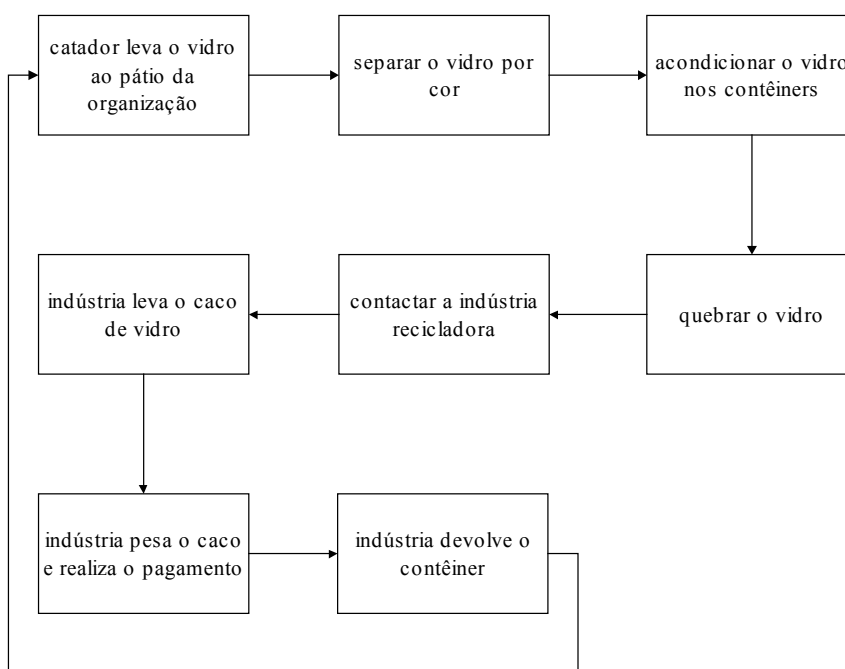 catador leva o vidro
ao pátio da
organização
separar o vidro por
cor
acondicionar o vidro
nos contêiners
quebrar o vidro
contactar a indústria
recicladora
indústria leva o caco
de vidro
indústria pesa o caco
e realiza o pagamento
indústria devolve o
contêiner